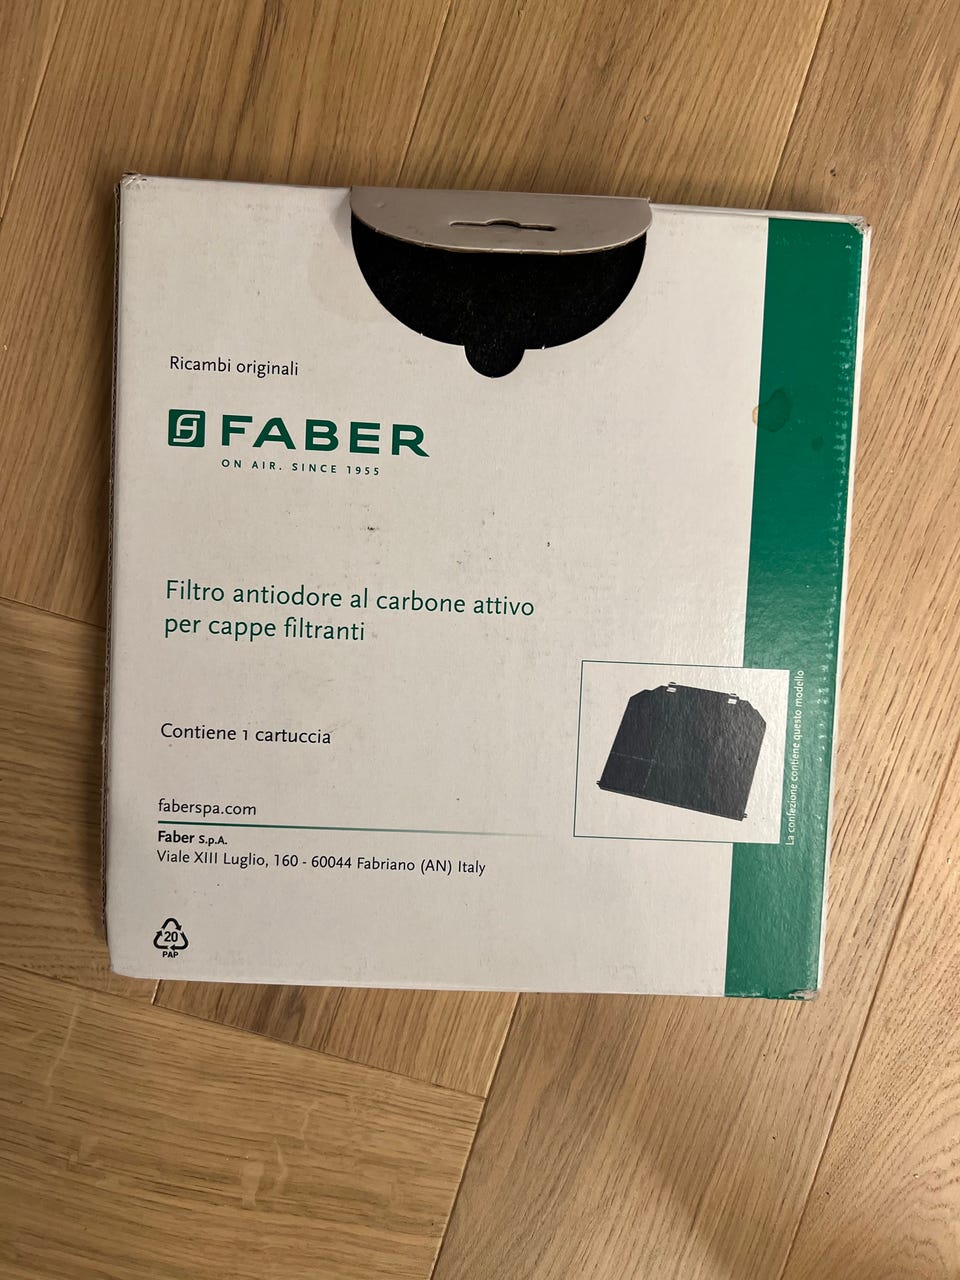 Ricambi originali
FABER
ON AIR. SINCE 1955
Filtro antiodore al carbone attivo
per cappe filtranti
Contiene 1 cartuccia
La confezione contiene questo modello
faberspa.com
Faber S.p.A.
Viale XIII Luglio, 160 - 60044 Fabriano (AN) Italy
20
PAP